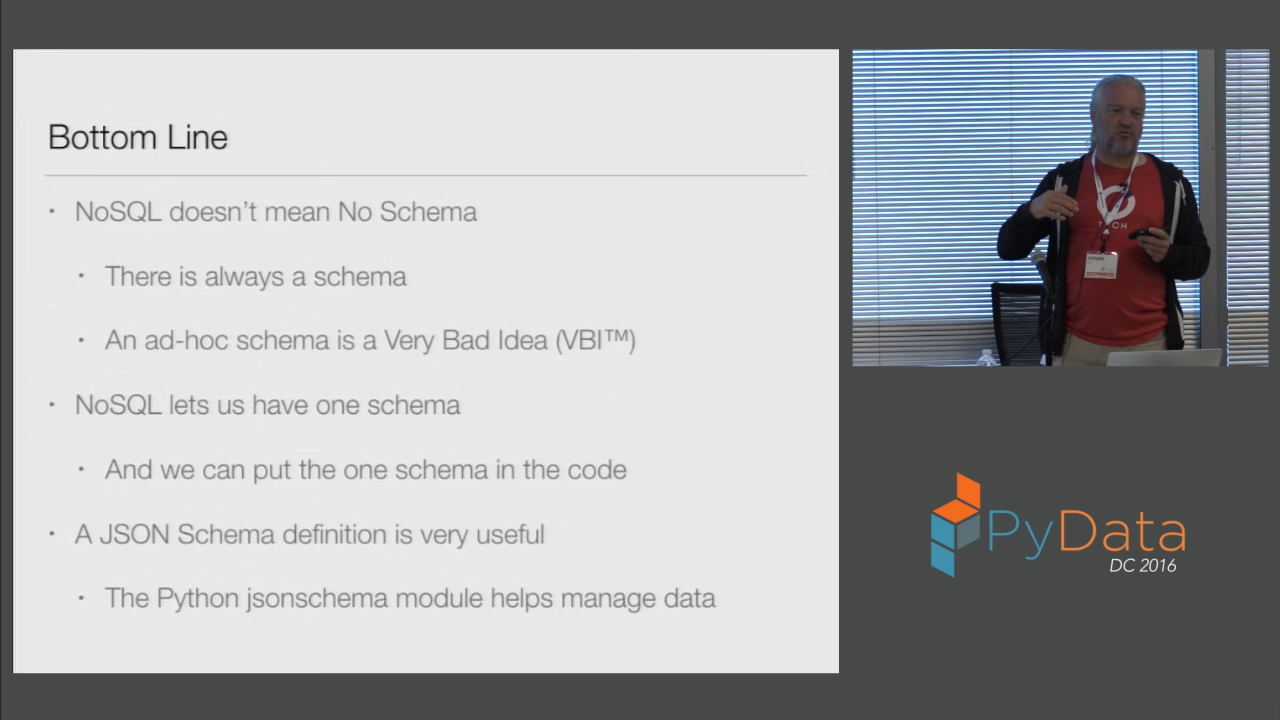 Bottom Line
• NoSQL doesn't mean No Schema
• There is always a schema
• An ad-hoc schema is a Very Bad Idea (VBI™)
• NoSQL lets us have one schema
• And we can put the one schema in the code
• A JSON Schema definition is very useful
• The Python jsonschema module helps manage data
TECH
STEVEN
PyData
DC 2016